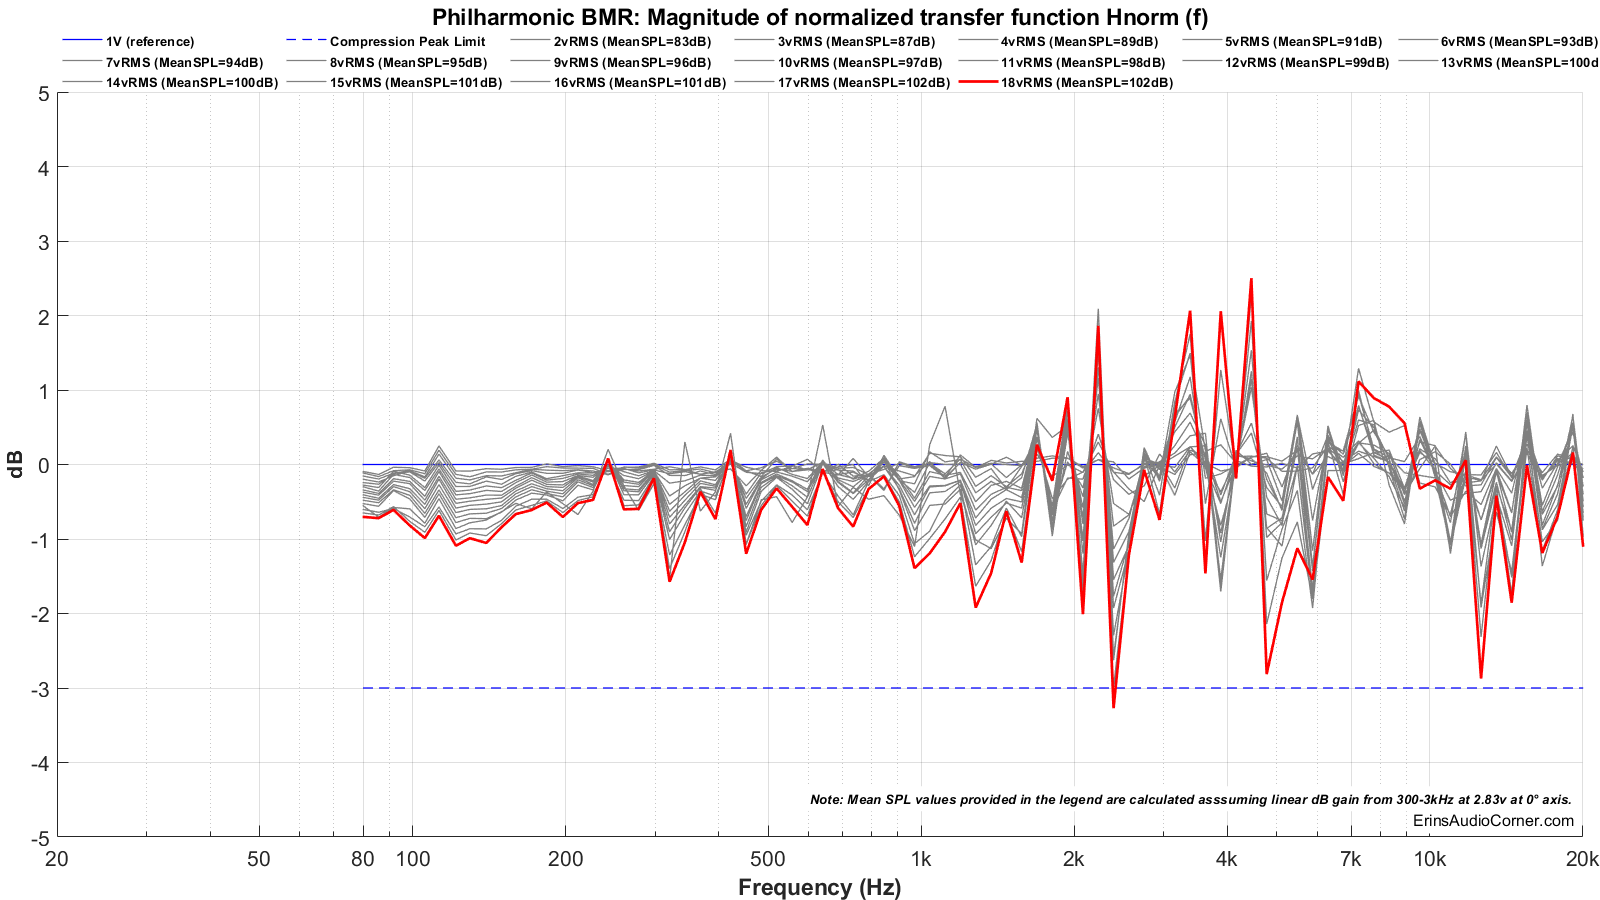 Philharmonic BMR: Magnitude of normalized transfer function Hnorm (f)
1V (reference) Compression Peak Limit 2vRMS (MeanSPL=83dB) 3vRMS (MeanSPL=87dB) 4vRMS (MeanSPL=89dB) 5vRMS (MeanSPL=91dB) 6vRMS (MeanSPL=93dB)
7vRMS (MeanSPL=94dB) 8vRMS (MeanSPL=95dB) 9vRMS (MeanSPL=96dB) 10vRMS (MeanSPL=97dB) 11vRMS (MeanSPL=98dB) 12vRMS (MeanSPL=99dB) 13vRMS (MeanSPL=100d
14vRMS (MeanSPL=100dB) 15vRMS (MeanSPL=101dB) 16vRMS (MeanSPL=101dB) 17vRMS (MeanSPL=102dB) 18vRMS (MeanSPL=102dB)
5
4
3
2
1
0
-1
-2
-3
-4
-5
dB
Note: Mean SPL values provided in the legend are calculated asssuming linear dB gain from 300-3kHz at 2.83v at 0° axis.
ErinsAudioCorner.com
20 50 80 100 200 500 1k 2k 4k 7k 10k 20k
Frequency (Hz)